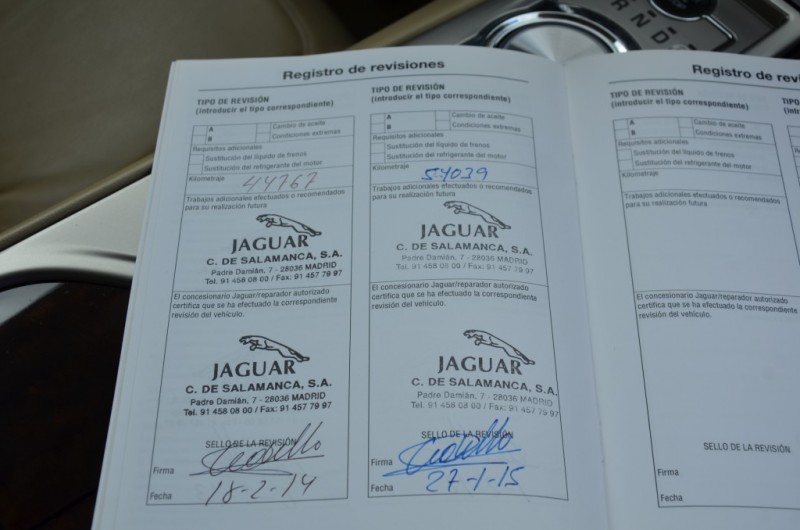 R N D
Registro de revisiones
TIPO DE REVISIÓN
(introducir el tipo correspondiente)
A
B
Cambio de aceite
Condiciones extremas
Requisitos adicionales
Sustitución del líquido de frenos
Sustitución del refrigerante del motor
Kilometraje
44767
Trabajos adicionales efectuados o recomendados
para su realización futura
JAGUAR
C. DE SALAMANCA, S.A.
Padre Damián, 7 - 28036 MADRID
Tel. 91 458 08 00 / Fax: 91 457 79 97
El concesionario Jaguar/reparador autorizado
certifica que se ha efectuado la correspondiente
revisión del vehículo.
JAGUAR
C. DE SALAMANCA, S.A.
Padre Damián, 7 - 28036 MADRID
Tel. 91 458 08 00 / Fax: 91 457 79 97
SELLO DE LA REVISIÓN
Firma
Fecha
18-2-14
TIPO DE REVISIÓN
(introducir el tipo correspondiente)
A
B
Cambio de aceite
Condiciones extremas
Requisitos adicionales
Sustitución del líquido de frenos
Sustitución del refrigerante del motor
Kilometraje
54039
Trabajos adicionales efectuados o recomendados
para su realización futura
JAGUAR
C. DE SALAMANCA, S.A.
Padre Damián, 7 - 28036 MADRID
Tel. 91 458 08 00 / Fax: 91 457 79 97
El concesionario Jaguar/reparador autorizado
certifica que se ha efectuado la correspondiente
revisión del vehículo.
JAGUAR
C. DE SALAMANCA, S.A.
Padre Damián, 7 - 28036 MADRID
Tel. 91 458 08 00 / Fax: 91 457 79 97
SELLO DE LA REVISIÓN
Firma
Fecha
27-1-15
Registro de revi
TIPO DE REVISIÓN
(introducir el tipo correspondiente)
A
B
Cambio de aceite
Condiciones extremas
Requisitos adicionales
Sustitución del líquido de frenos
Sustitución del refrigerante del motor
Kilometraje
Trabajos adicionales efectuados o recomendados
para su realización futura
El concesionario Jaguar/reparador autorizado
certifica que se ha efectuado la correspondiente
revisión del vehículo.
SELLO DE LA REVISIÓN
Firma
Fecha
TIPO
(intro